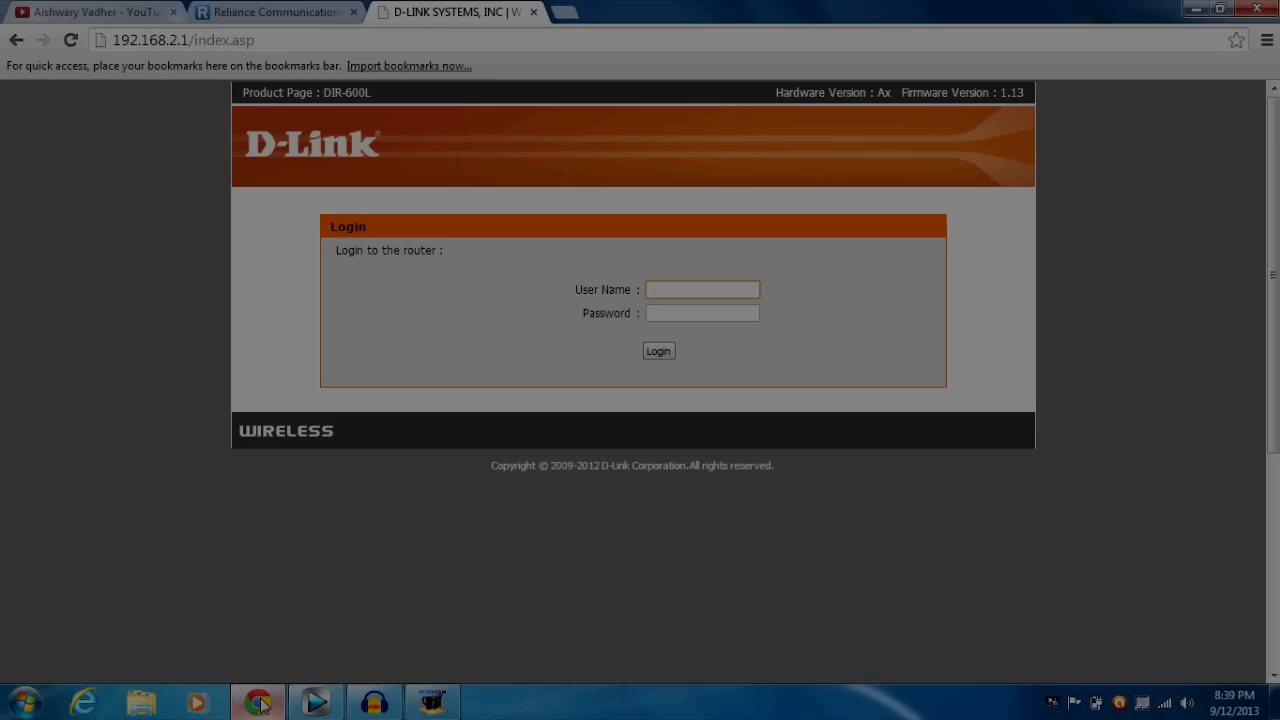 Aishwary Vadher - YouTu
Reliance Communication
D-LINK SYSTEMS, INC | W
192.168.2.1/index.asp
For quick access, place your bookmarks here on the bookmarks bar. Import bookmarks now...
Product Page : DIR-600L
Hardware Version : Ax Firmware Version : 1.13
D-Link
Login
Login to the router :
User Name :
Password :
Login
WIRELESS
Copyright © 2009-2012 D-Link Corporation. All rights reserved.
8:39 PM
9/12/2013